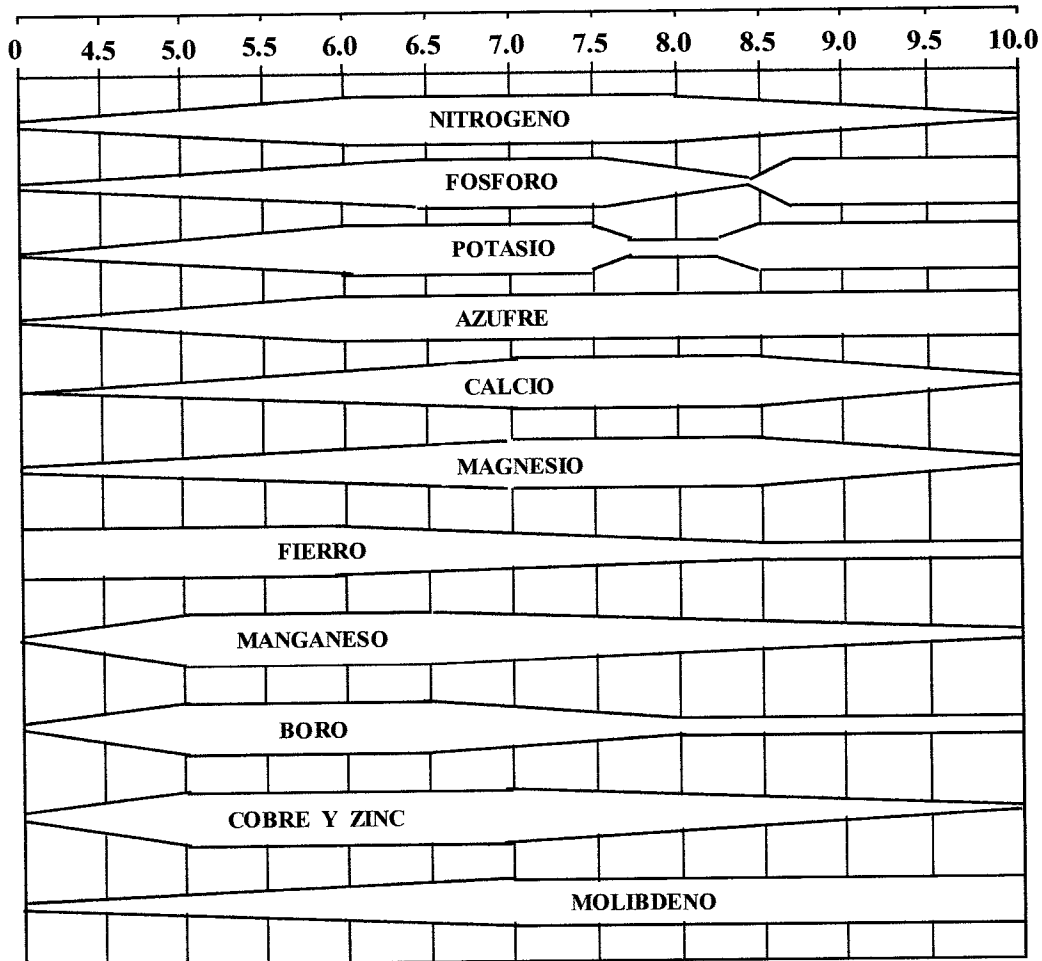 0 4.5 5.0 5.5 6.0 6.5 7.0 7.5 8.0 8.5 9.0 9.5 10.0
NITROGENO
FOSFORO
POTASIO
AZUFRE
CALCIO
MAGNESIO
FIERRO
MANGANESO
BORO
COBRE Y ZINC
MOLIBDENO